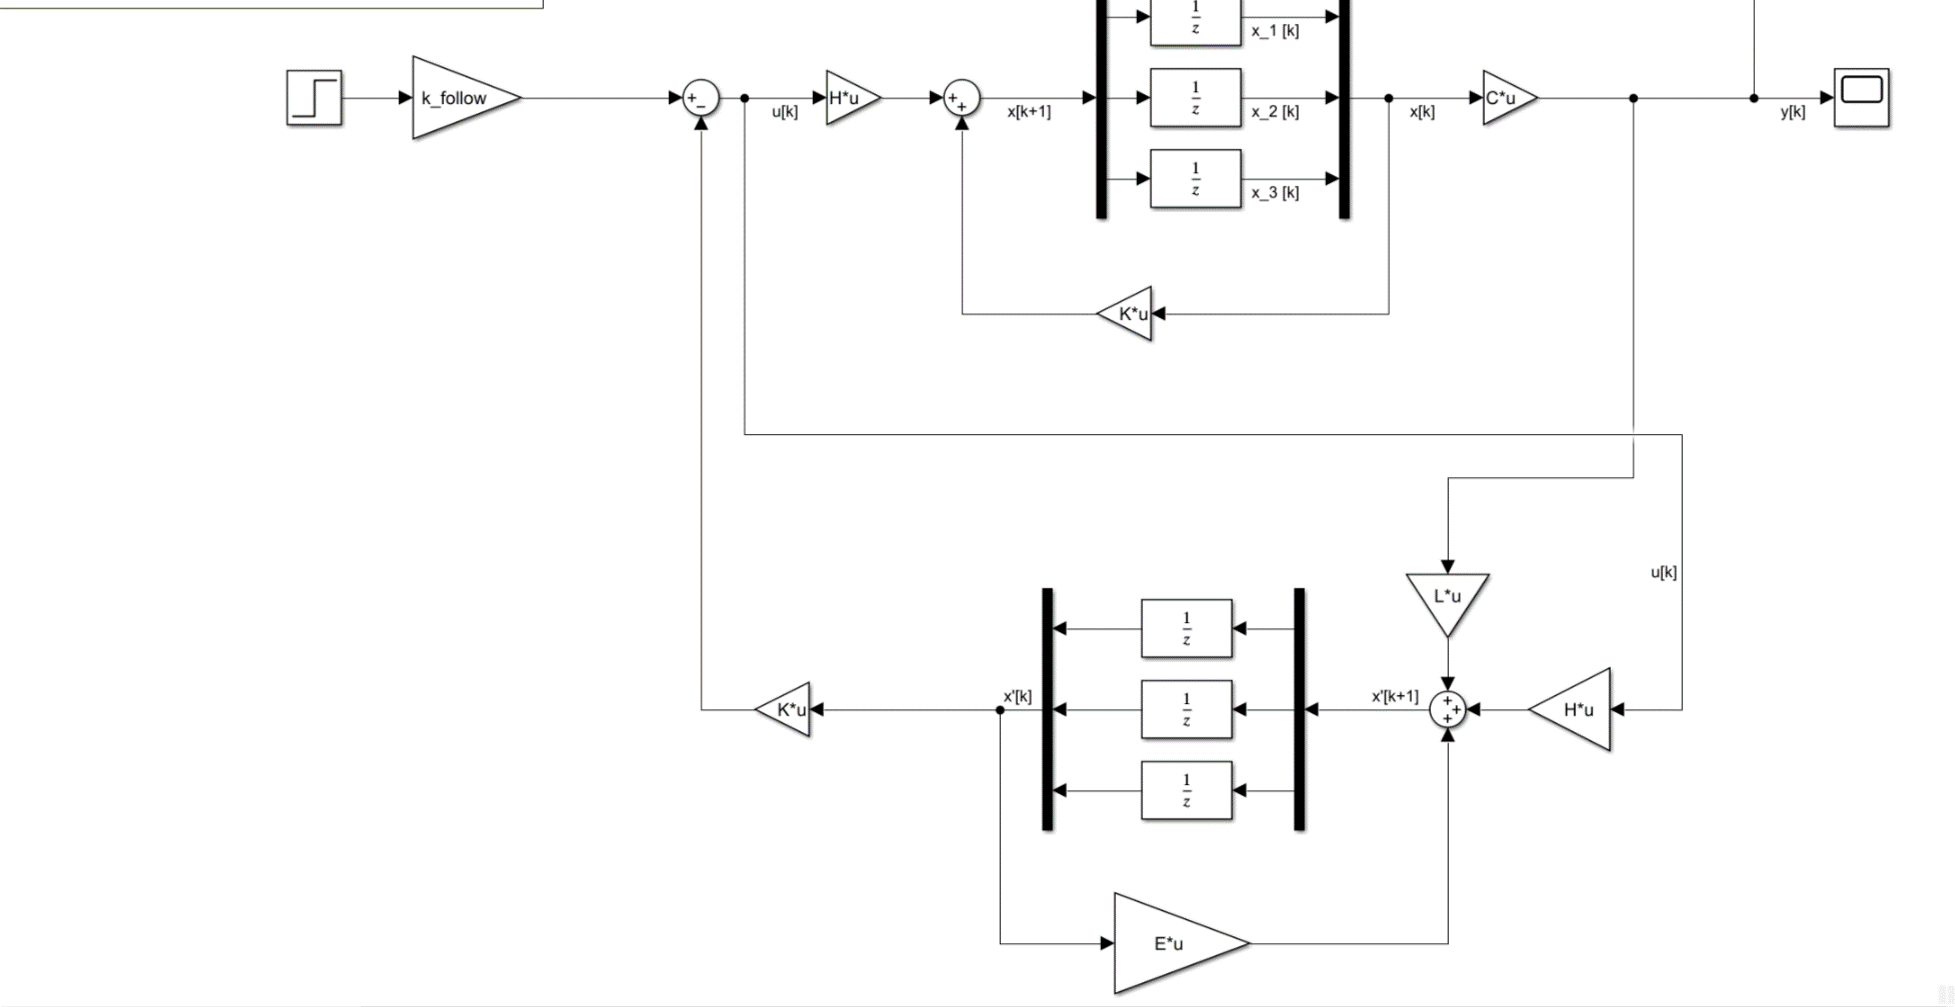 1
z
x_1 [k]
k_follow
+
−
u[k]
H*u
+
+
x[k+1]
1
z
x_2 [k]
x[k]
C*u
y[k]
1
z
x_3 [k]
K*u
u[k]
L*u
1
z
K*u
x'[k]
1
z
x'[k+1]
+
+
+
H*u
1
z
E*u